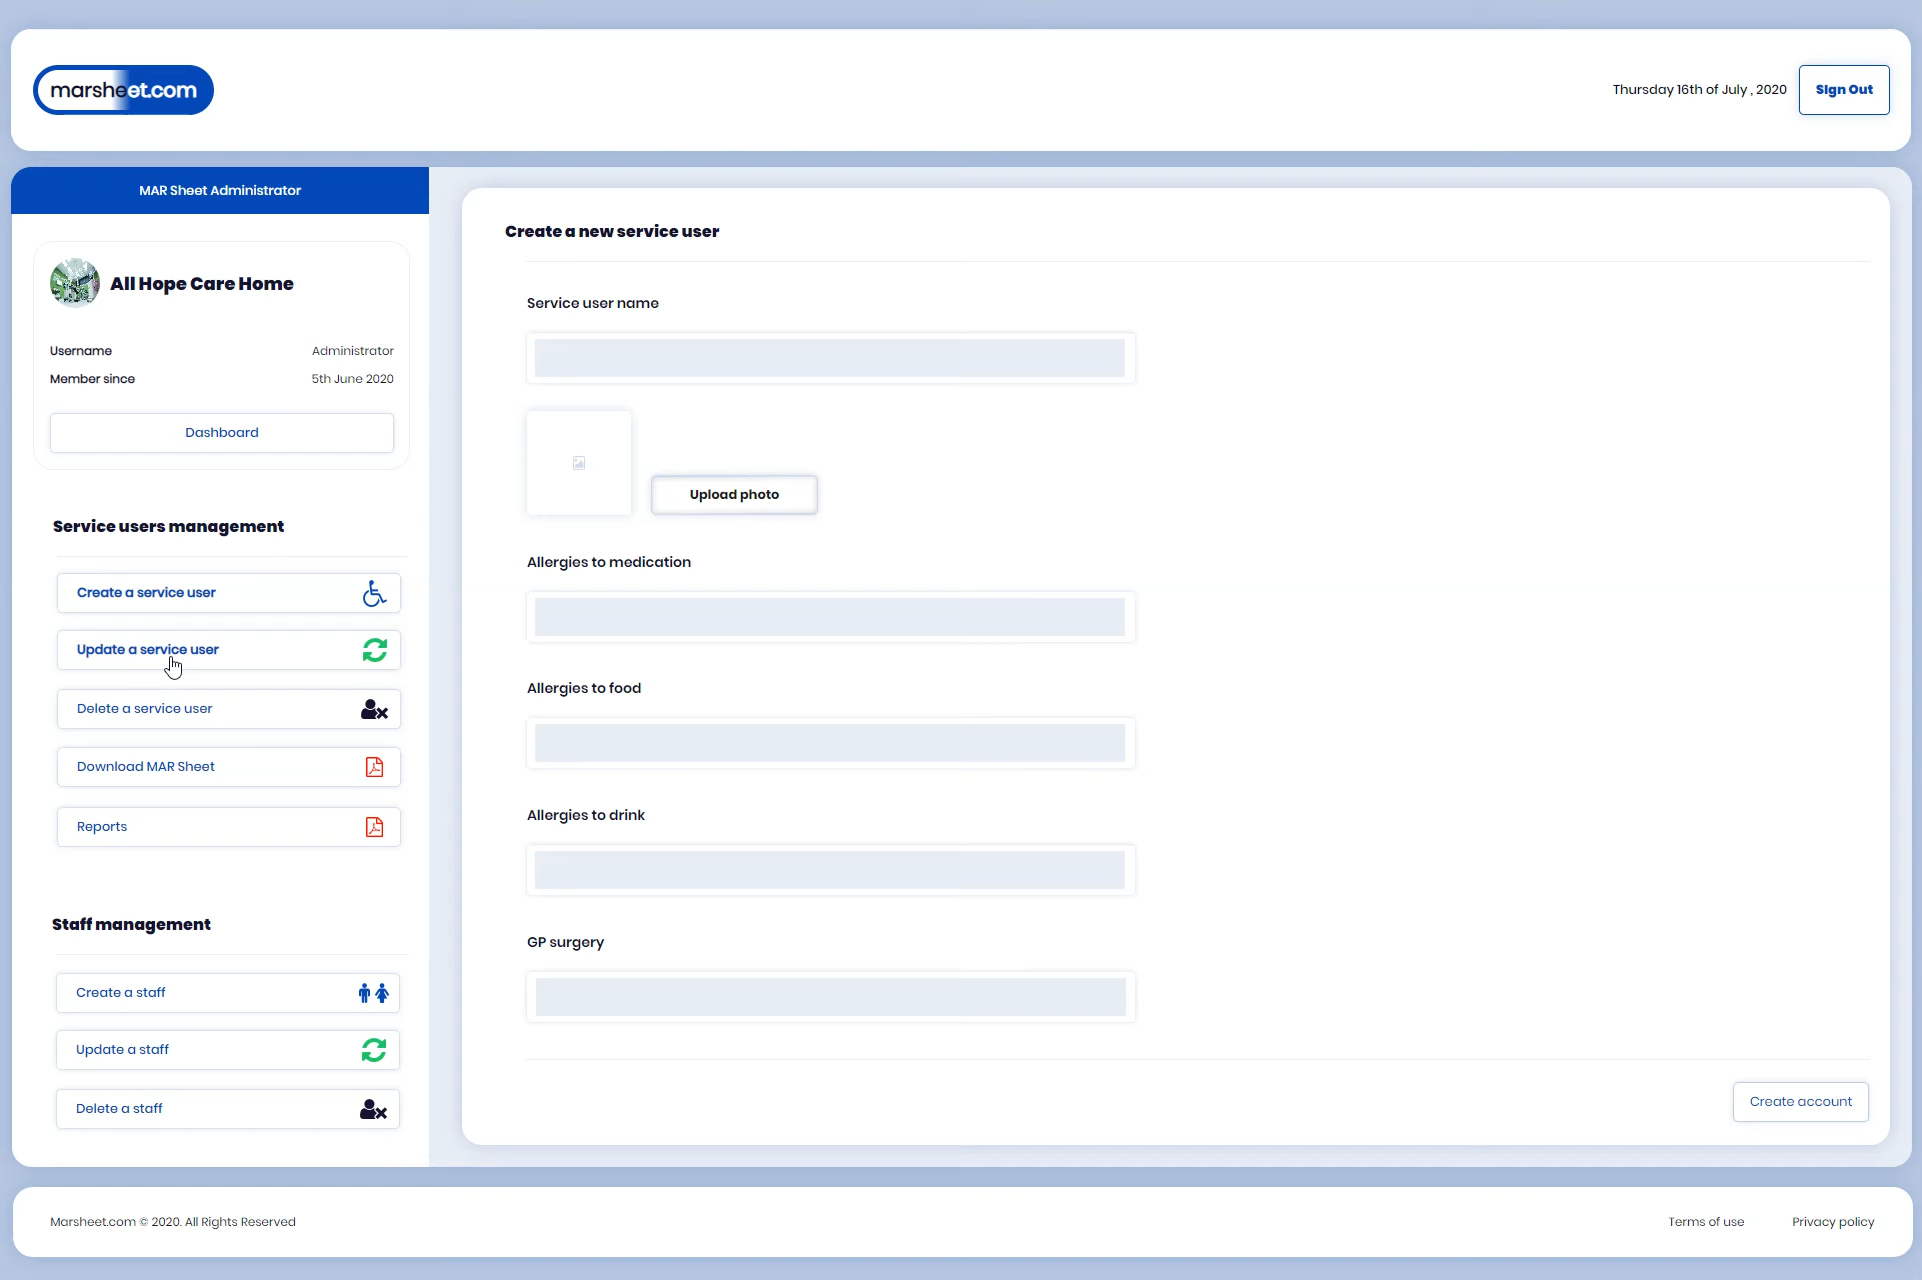 marsheet.com
Thursday 16th of July , 2020
SIgn Out
MAR Sheet Administrator
All Hope Care Home
Username Administrator
Member since 5th June 2020
Dashboard
Service users management
Create a service user
Update a service user
Delete a service user
Download MAR Sheet
Reports
Staff management
Create a staff
Update a staff
Delete a staff
Create a new service user
Service user name
Upload photo
Allergies to medication
Allergies to food
Allergies to drink
GP surgery
Create account
Marsheet.com © 2020. All Rights Reserved
Terms of use
Privacy policy